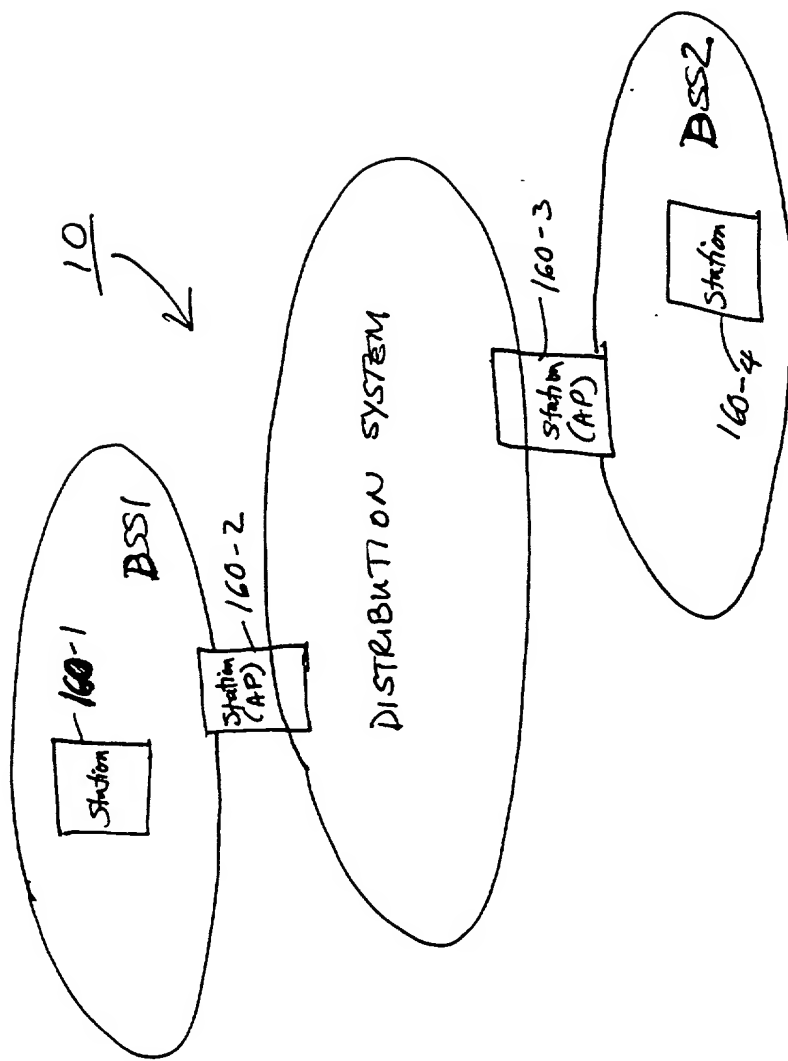 10
BSS1
Station
160-1
Station
(AP)
160-2
DISTRIBUTION SYSTEM
Station
(AP)
160-3
BSS2
Station
160-4